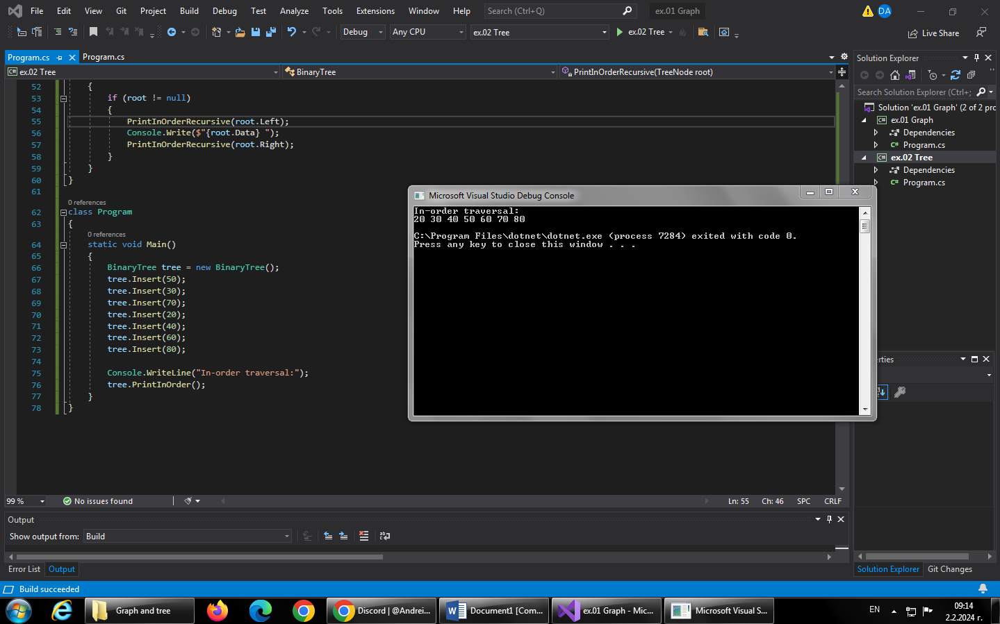 File Edit View Git Project Build Debug Test Analyze Tools Extensions Window Help Search (Ctrl+Q) ex.01 Graph DA
Debug Any CPU ex.02 Tree ex.02 Tree Live Share
Program.cs Program.cs
ex.02 Tree BinaryTree PrintInOrderRecursive(TreeNode root)
52 {
53 if (root != null)
54 {
55 PrintInOrderRecursive(root.Left);
56 Console.Write($"{root.Data} ");
57 PrintInOrderRecursive(root.Right);
58 }
59 }
60 }
61
0 references
62 class Program
63 {
0 references
64 static void Main()
65 {
66 BinaryTree tree = new BinaryTree();
67 tree.Insert(50);
68 tree.Insert(30);
69 tree.Insert(70);
70 tree.Insert(20);
71 tree.Insert(40);
72 tree.Insert(60);
73 tree.Insert(80);
74
75 Console.WriteLine("In-order traversal:");
76 tree.PrintInOrder();
77 }
78 }
99 % No issues found Ln: 55 Ch: 46 SPC CRLF
Microsoft Visual Studio Debug Console
In-order traversal:
20 30 40 50 60 70 80
C:\Program Files\dotnet\dotnet.exe (process 7284) exited with code 0.
Press any key to close this window . . .
Solution Explorer
Search Solution Explorer (Ctrl+;
Solution 'ex.01 Graph' (2 of 2 pro
C# ex.01 Graph
Dependencies
C# Program.cs
C# ex.02 Tree
Dependencies
C# Program.cs
erties
Solution Explorer Git Changes
Output
Show output from: Build
Error List Output
Build succeeded
Graph and tree Discord | @Andrei... Document1 [Com... ex.01 Graph - Mic... Microsoft Visual S...
EN 09:14
2.2.2024 г.